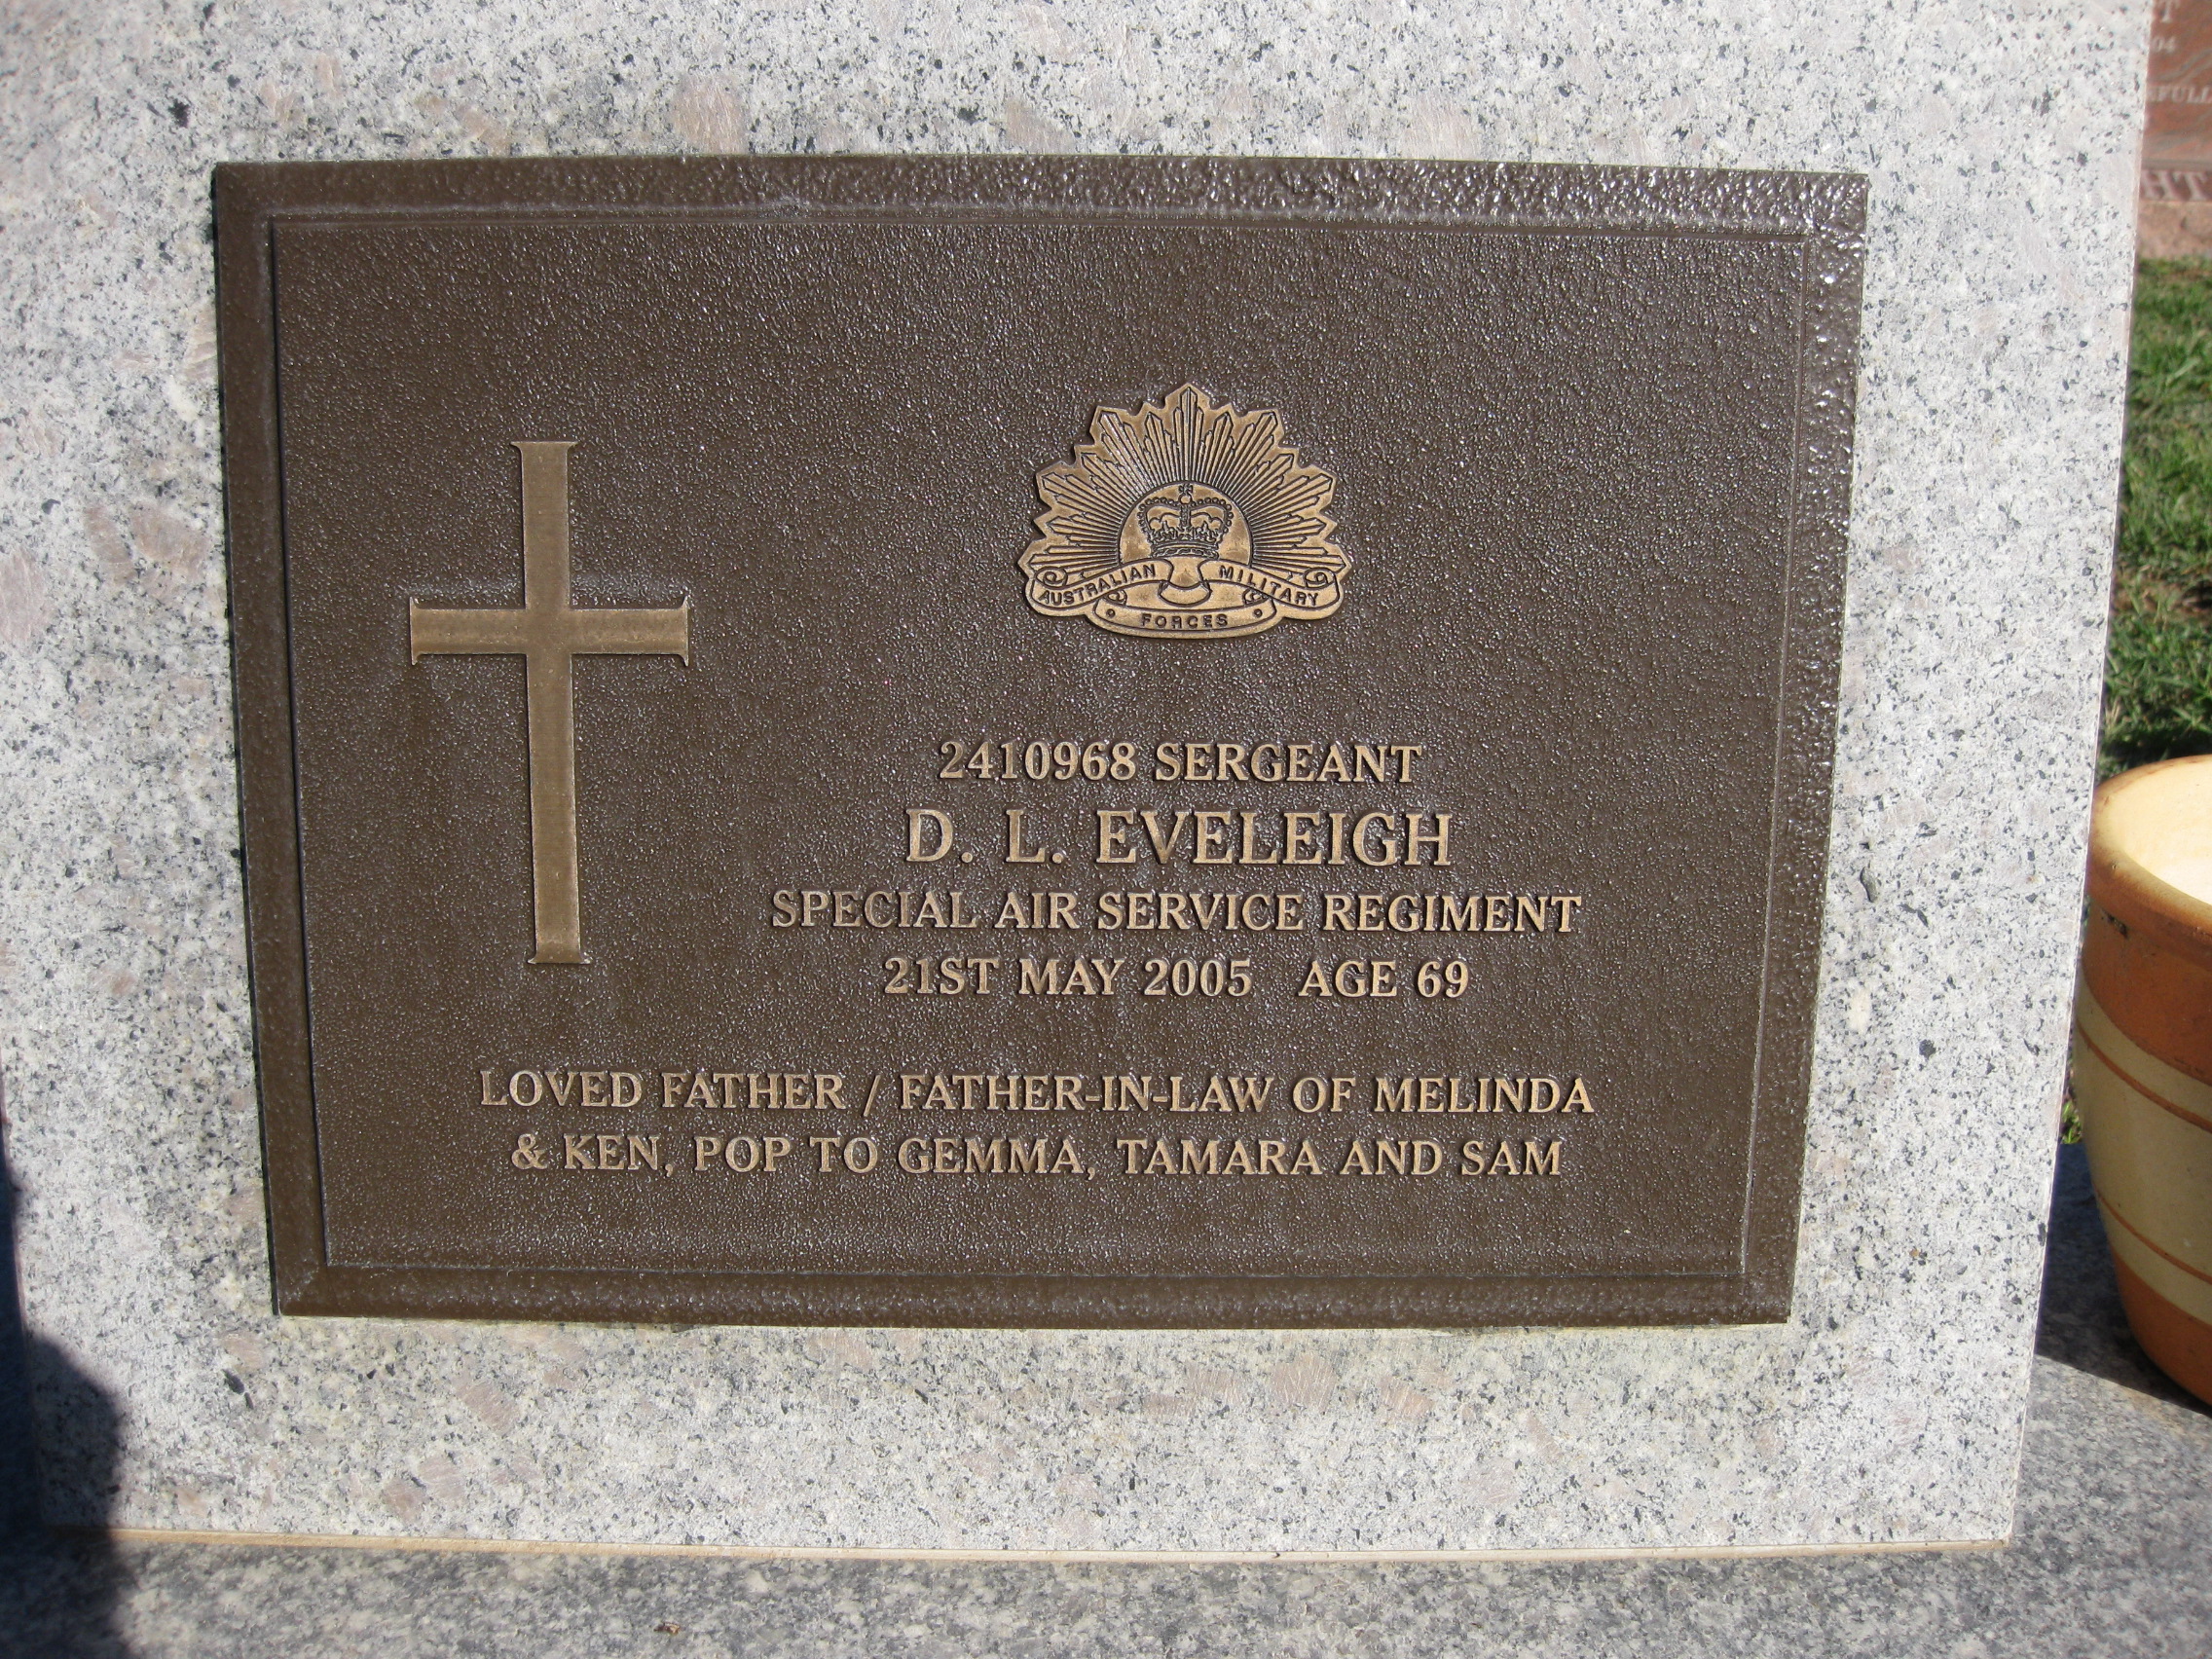 AUSTRALIAN MILITARY
FORCES
2410968 SERGEANT
D. L. EVELEIGH
SPECIAL AIR SERVICE REGIMENT
21ST MAY 2005 AGE 69
LOVED FATHER / FATHER-IN-LAW OF MELINDA
& KEN, POP TO GEMMA, TAMARA AND SAM